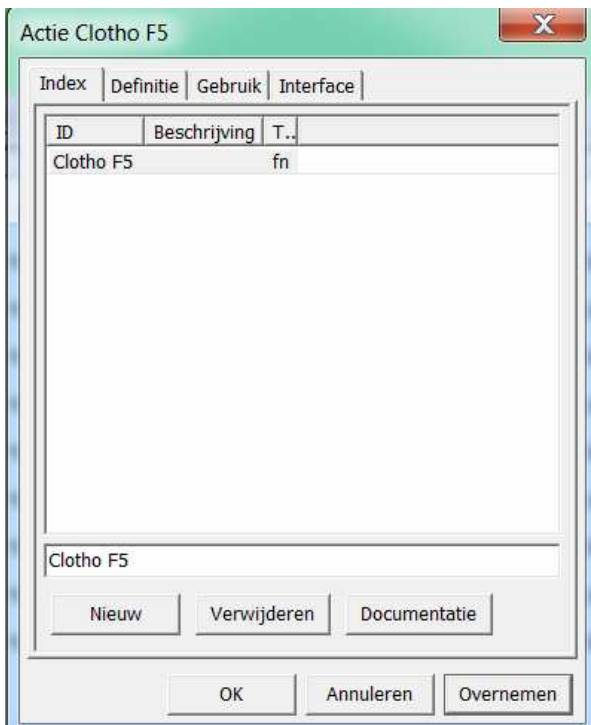 Actie Clotho F5
Index Definitie Gebruik Interface
ID Beschrijving T..
Clotho F5 fn
Clotho F5
Nieuw Verwijderen Documentatie
OK Annuleren Overnemen